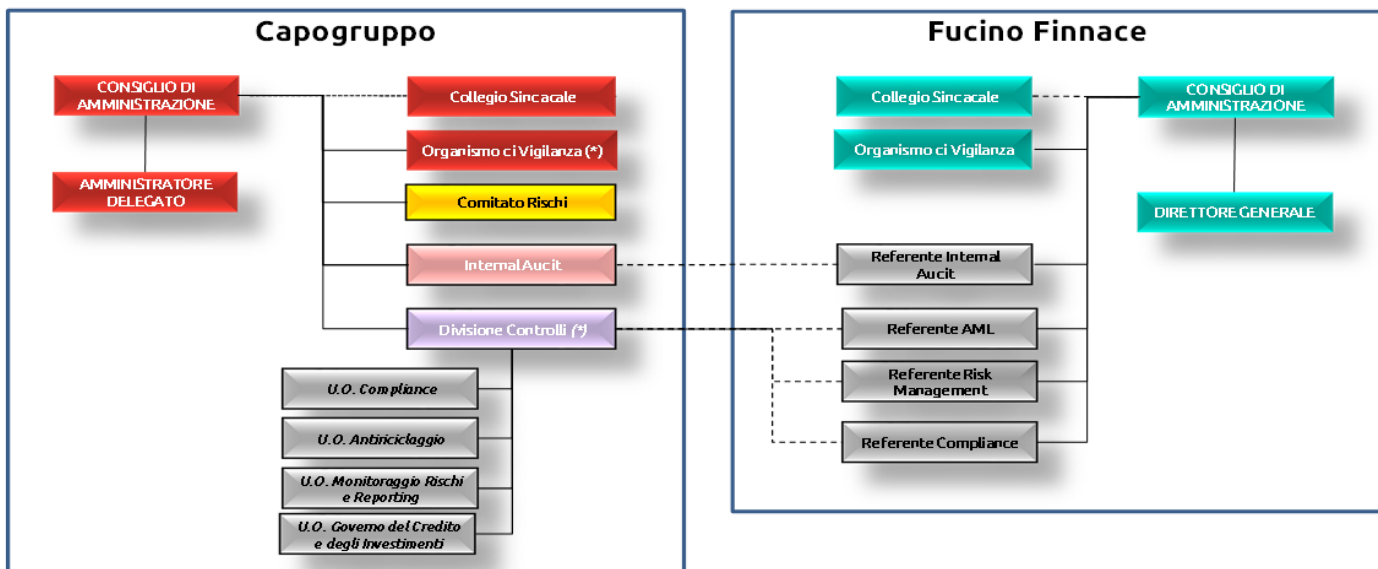 Capogruppo
CONSIGLIO DI
AMMINISTRAZIONE
AMMINISTRATORE
DELEGATO
Collegio Sincacale
Organismo ci Vigilanza (*)
Comitato Rischi
Internal Aucit
Divisione Controlli (*)
U.O. Compliance
U.O. Antiriciclaggio
U.O. Monitoraggio Rischi
e Reporting
U.O. Governo del Credito
e degli Investimenti
Fucino Finnace
Collegio Sincacale
Organismo ci Vigilanza
CONSIGLIO DI
AMMINISTRAZIONE
DIRETTORE GENERALE
Referente Internal
Aucit
Referente AML
Referente Risk
Management
Referente Compliance